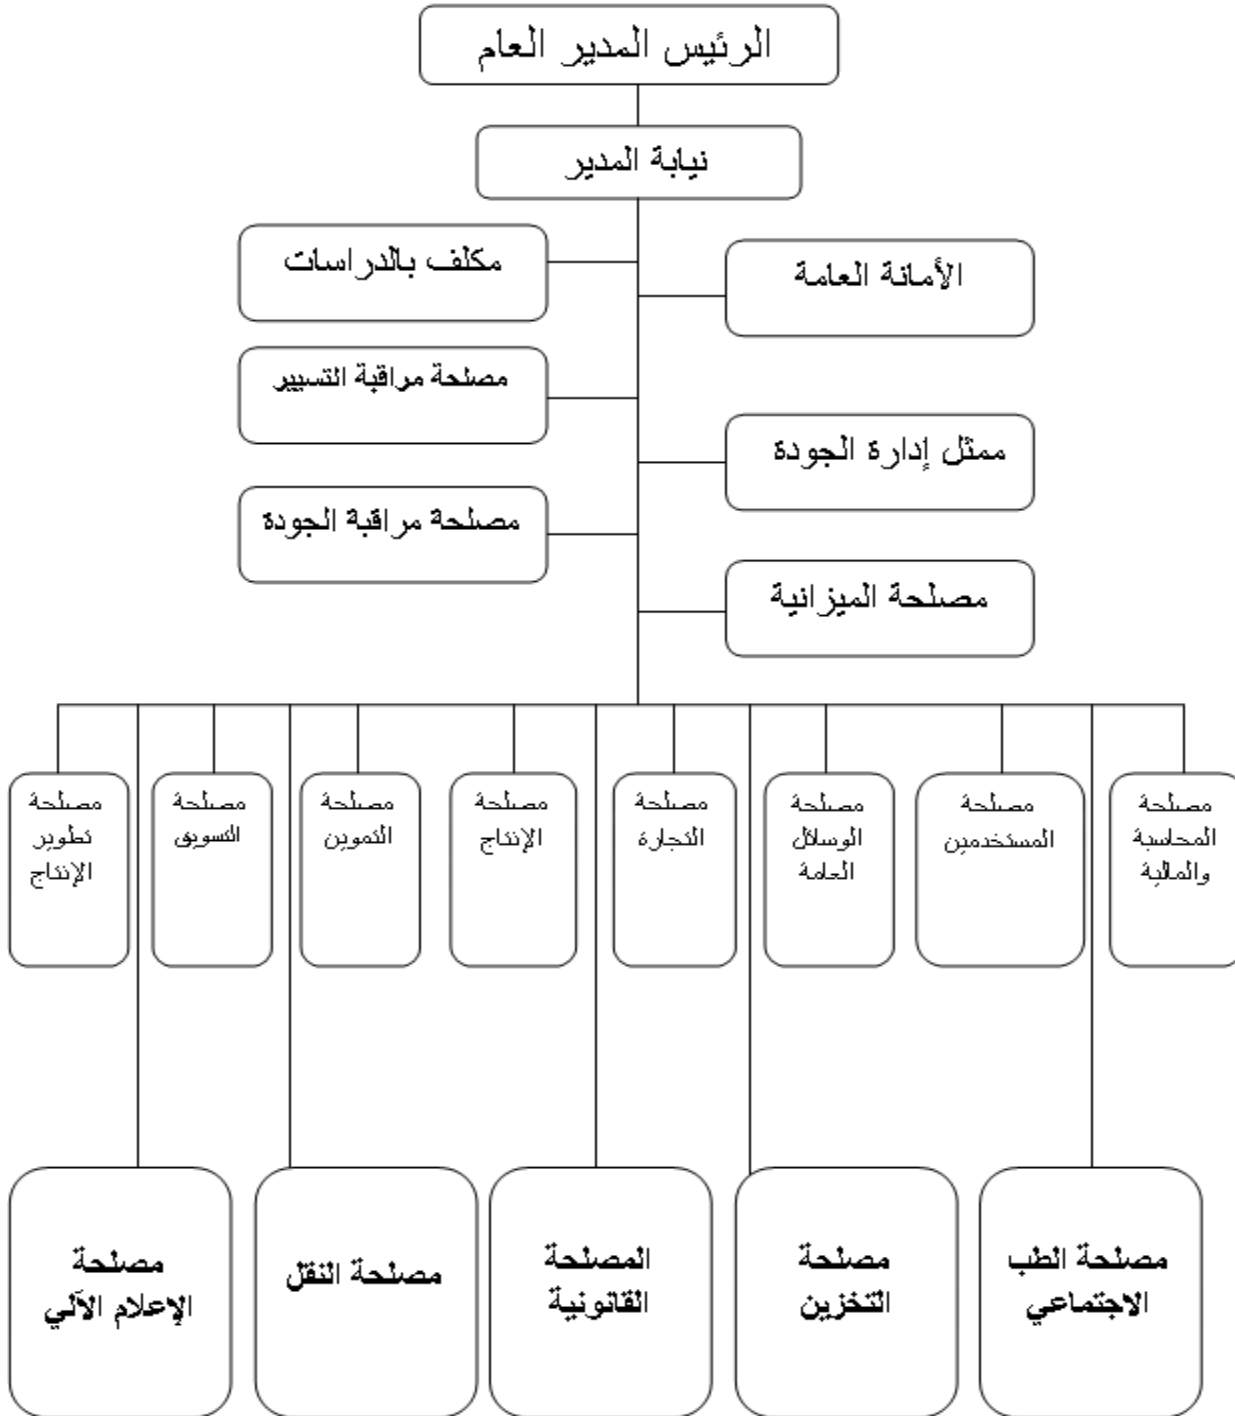 الرئيس المدير العام
نيابة المدير
الأمانة العامة
مكلف بالدراسات
مصلحة مراقبة التسيير
ممثل إدارة الجودة
مصلحة مراقبة الجودة
مصلحة الميزانية
مصلحة
المحاسبة
والمالية
مصلحة
المستخدمين
مصلحة
الوسائل
العامة
مصلحة
التجارة
مصلحة
الإنتاج
مصلحة
التموين
مصلحة
التسويق
مصلحة
تطوير
الإنتاج
مصلحة الطب
الاجتماعي
مصلحة
التخزين
المصلحة
القانونية
مصلحة النقل
مصلحة
الإعلام الآلي